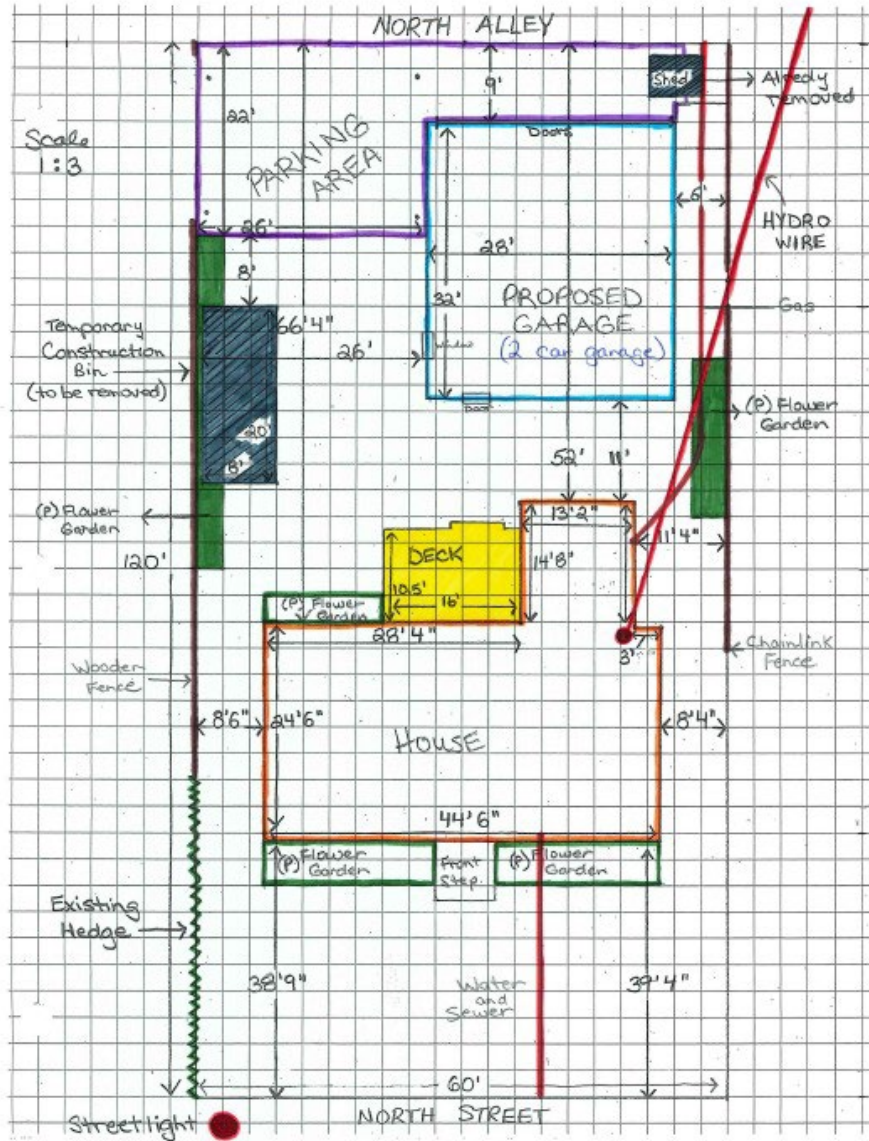 NORTH ALLEY
Scale
1:3
22'
9'
Shed
Already
removed
PARKING
AREA
Doors
6'
26'
28'
HYDRO
WIRE
8'
32'
PROPOSED
GARAGE
(2 car garage)
Gas
66'4"
Temporary
Construction
Bin
(to be removed)
26'
Window
Door
(P) Flower
Garden
20'
8'
52'
11'
(P) Flower
Garden
13'2"
11'4"
120'
DECK
14'8"
10.5'
16'
(P) Flower
Garden
28'4"
3'
Chainlink
Fence
Wooden
Fence
8'6"
24'6"
8'4"
HOUSE
44'6"
(P) Flower
Garden
Front
Step
(P) Flower
Garden
Existing
Hedge
38'9"
Water
and
Sewer
39'4"
60'
Streetlight
NORTH STREET